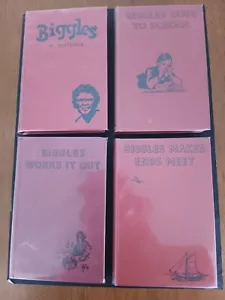 Biggles
BIGGLES GOES
TO SCHOOL
BIGGLES
WORKS IT OUT
BIGGLES MAKES
ENDS MEET